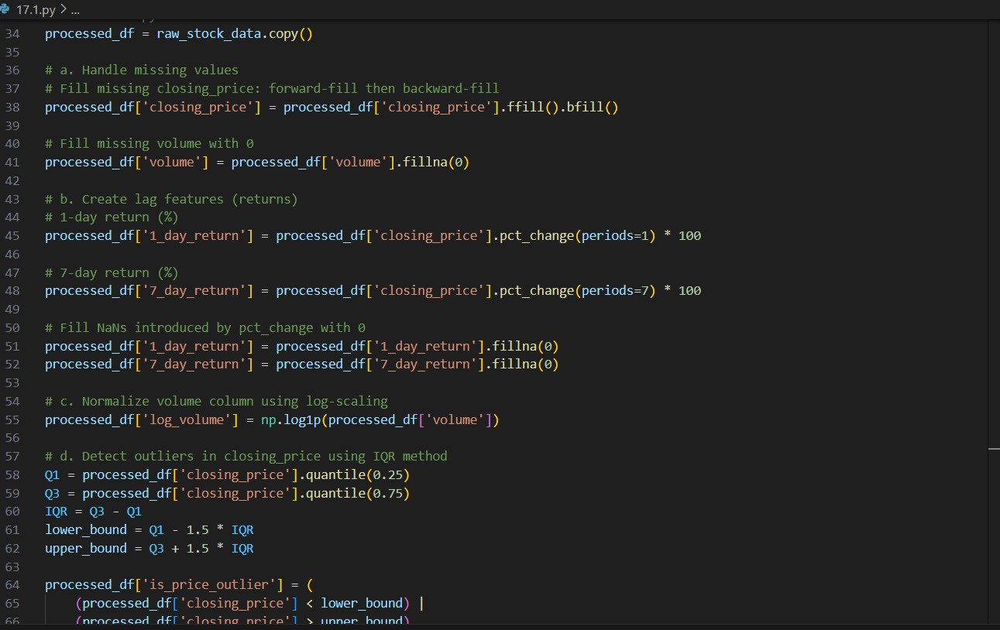 17.1.py > ...
34 processed_df = raw_stock_data.copy()
35
36 # a. Handle missing values
37 # Fill missing closing_price: forward-fill then backward-fill
38 processed_df['closing_price'] = processed_df['closing_price'].ffill().bfill()
39
40 # Fill missing volume with 0
41 processed_df['volume'] = processed_df['volume'].fillna(0)
42
43 # b. Create lag features (returns)
44 # 1-day return (%)
45 processed_df['1_day_return'] = processed_df['closing_price'].pct_change(periods=1) * 100
46
47 # 7-day return (%)
48 processed_df['7_day_return'] = processed_df['closing_price'].pct_change(periods=7) * 100
49
50 # Fill NaNs introduced by pct_change with 0
51 processed_df['1_day_return'] = processed_df['1_day_return'].fillna(0)
52 processed_df['7_day_return'] = processed_df['7_day_return'].fillna(0)
53
54 # c. Normalize volume column using log-scaling
55 processed_df['log_volume'] = np.log1p(processed_df['volume'])
56
57 # d. Detect outliers in closing_price using IQR method
58 Q1 = processed_df['closing_price'].quantile(0.25)
59 Q3 = processed_df['closing_price'].quantile(0.75)
60 IQR = Q3 - Q1
61 lower_bound = Q1 - 1.5 * IQR
62 upper_bound = Q3 + 1.5 * IQR
63
64 processed_df['is_price_outlier'] = (
65 (processed_df['closing_price'] < lower_bound) |
66 (processed_df['closing_price'] > upper_bound)